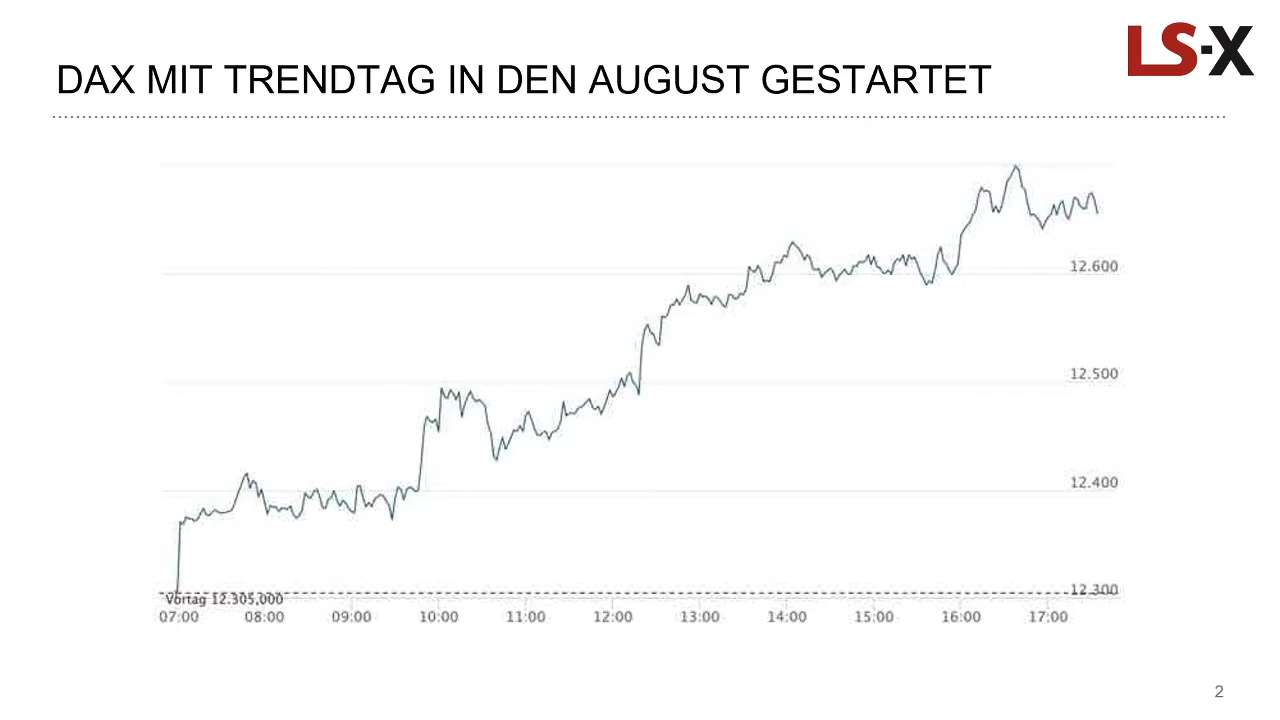 LS-X
DAX MIT TRENDTAG IN DEN AUGUST GESTARTET
12.600
12.500
12.400
12.300
Vortag 12.305,000
07:00 08:00 09:00 10:00 11:00 12:00 13:00 14:00 15:00 16:00 17:00
2